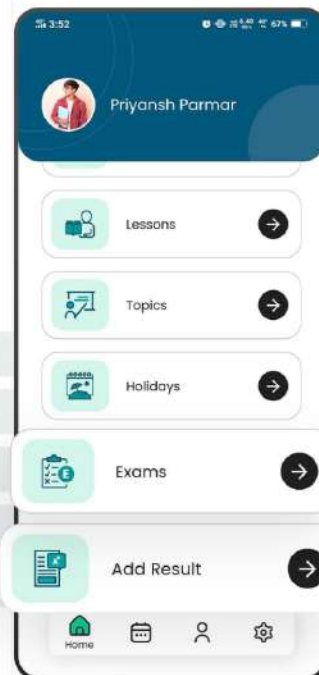 3:52
67%
Priyansh Parmar
Lessons
Topics
Holidays
E
Exams
Add Result
Home